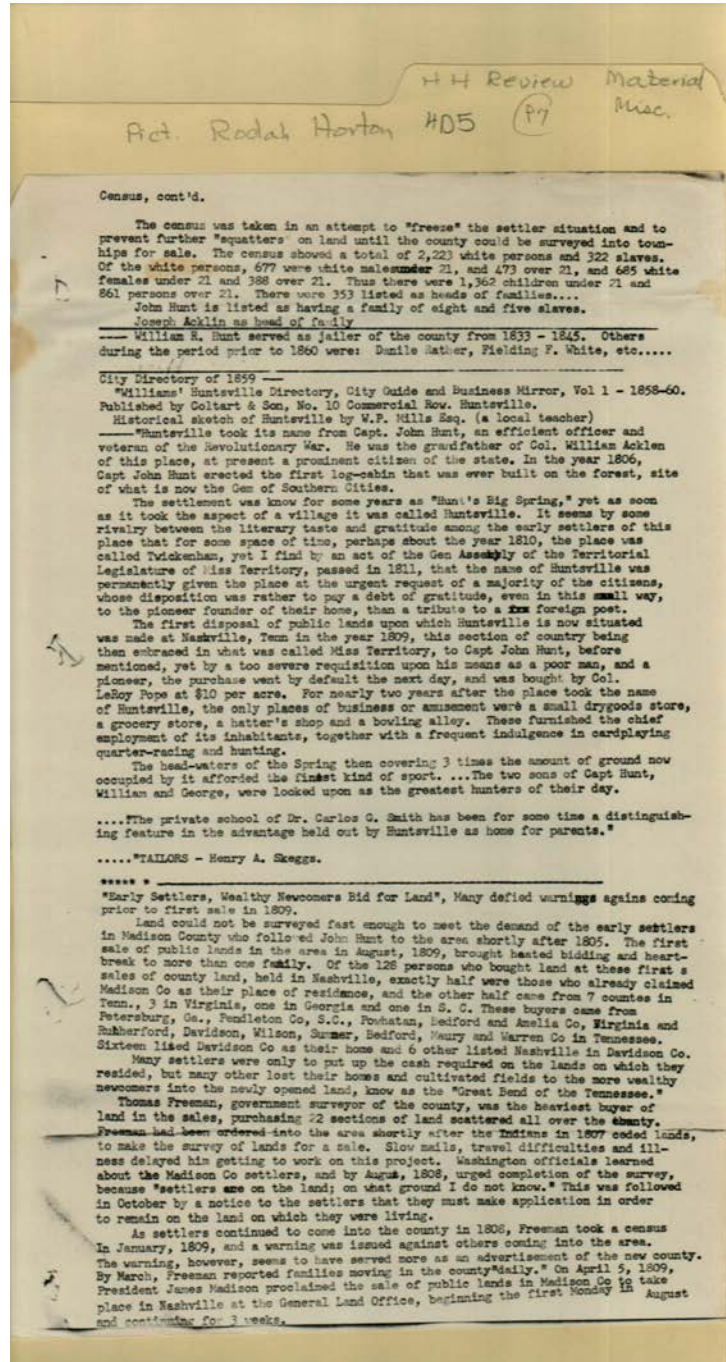 H H Review Material
Act. Rodah Horton 4D5 P7 Misc.
Census, cont'd.
The census was taken in an attempt to "freeze" the settler situation and to
prevent further "squatters" on land until the county could be surveyed into town-
hips for sale. The census showed a total of 2,223 white persons and 322 slaves.
Of the white persons, 677 were white malesunder 21, and 473 over 21, and 685 white
females under 21 and 388 over 21. Thus there were 1,362 children under 21 and
861 persons over 21. There were 353 listed as heads of families....
John Hunt is listed as having a family of eight and five slaves.
Joseph Acklin as head of family
---- William R. Hunt served as jailer of the county from 1833 - 1845. Others
during the period prior to 1860 were: Danile Rather, Fielding F. White, etc.....
City Directory of 1859 ---
"Williams' Huntsville Directory, City Guide and Business Mirror, Vol 1 - 1858-60.
Published by Coltart & Son, No. 10 Commercial Row. Huntsville.
Historical sketch of Huntsville by W.P. Mills Esq. (a local teacher)
-----"Huntsville took its name from Capt. John Hunt, an efficient officer and
veteran of the Revolutionary War. He was the grandfather of Col. William Acklen
of this place, at present a prominent citizen of the state. In the year 1806,
Capt John Hunt erected the first log-cabin that was ever built on the forest, site
of what is now the Gem of Southern Cities.
The settlement was know for some years as "Hunt's Big Spring," yet as soon
as it took the aspect of a village it was called Huntsville. It seems by some
rivalry between the literary taste and gratitude among the early settlers of this
place that for some space of time, perhaps about the year 1810, the place was
called Twickenham, yet I find by an act of the Gen Assembly of the Territorial
Legislature of Miss Territory, passed in 1811, that the name of Huntsville was
permanently given the place at the urgent request of a majority of the citizens,
whose disposition was rather to pay a debt of gratitude, even in this small way,
to the pioneer founder of their home, than a tribute to a foreign poet.
The first disposal of public lands upon which Huntsville is now situated
was made at Nashville, Tenn in the year 1809, this section of country being
then embraced in what was called Miss Territory, to Capt John Hunt, before
mentioned, yet by a too severe requisition upon his means as a poor man, and a
pioneer, the purchase went by default the next day, and was bought by Col.
LeRoy Pope at $10 per acre. For nearly two years after the place took the name
of Huntsville, the only places of business or amusement were a small drygoods store,
a grocery store, a hatter's shop and a bowling alley. These furnished the chief
employment of its inhabitants, together with a frequent indulgence in cardplaying
quarter-racing and hunting.
The head-waters of the Spring then covering 3 times the amount of ground now
occupied by it afforded the finest kind of sport. ...The two sons of Capt Hunt,
William and George, were looked upon as the greatest hunters of their day.
...."The private school of Dr. Carlos G. Smith has been for some time a distinguish-
ing feature in the advantage held out by Huntsville as home for parents."
....."TAILORS - Henry A. Skeggs.
***** *
"Early Settlers, Wealthy Newcomers Bid for Land", Many defied warnings agains coming
prior to first sale in 1809.
Land could not be surveyed fast enough to meet the demand of the early settlers
in Madison County who followed John Hunt to the area shortly after 1805. The first
sale of public lands in the area in August, 1809, brought heated bidding and heart-
break to more than one family. Of the 128 persons who bought land at these first s
sales of county land, held in Nashville, exactly half were those who already claimed
Madison Co as their place of residance, and the other half came from 7 countes in
Tenn., 3 in Virginia, one in Georgia and one in S. C. These buyers came from
Petersburg, Ga., Pendleton Co, S.C., Powhatan, Bedford and Amelia Co, Virginia and
Rutherford, Davidson, Wilson, Sumner, Bedford, Maury and Warren Co in Tennessee.
Sixteen listed Davidson Co as their home and 6 other listed Nashville in Davidson Co.
Many settlers were only to put up the cash required on the lands on which they
resided, but many other lost their homes and cultivated fields to the more wealthy
newcomers into the newly opened land, know as the "Great Bend of the Tennessee."
Thomas Freeman, government surveyor of the county, was the heaviest buyer of
land in the sales, purchasing 22 sections of land scattered all over the county.
Freeman had been ordered into the area shortly after the Indians in 1807 ceded lands,
to make the survey of lands for a sale. Slow mails, travel difficulties and ill-
ness delayed him getting to work on this project. Washington officials learned
about the Madison Co settlers, and by Augus, 1808, urged completion of the survey,
because "settlers are on the land; on what ground I do not know." This was followed
in October by a notice to the settlers that they must make application in order
to remain on the land on which they were living.
As settlers continued to come into the county in 1808, Freeman took a census
In January, 1809, and a warning was issued against others coming into the area.
The warning, however, seems to have served more as an advertisement of the new county.
By March, Freeman reported families moving in the county"daily." On April 5, 1809,
President James Madison proclaimed the sale of public lands in Madison Co to take
place in Nashville at the General Land Office, beginning the first Monday in August
and continuing for 3 weeks.